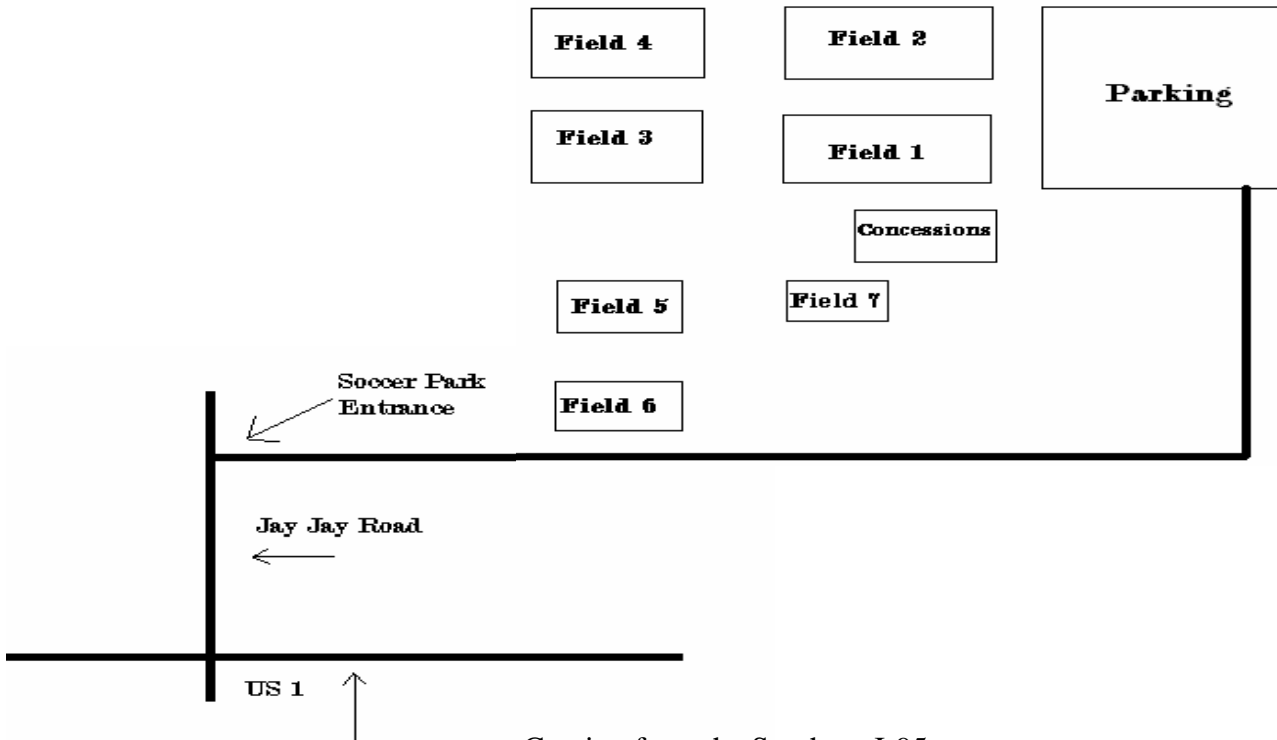 Field 4
Field 2
Parking
Field 3
Field 1
Concessions
Field 5
Field 7
Soccer Park
Entrance
Field 6
Jay Jay Road
US 1